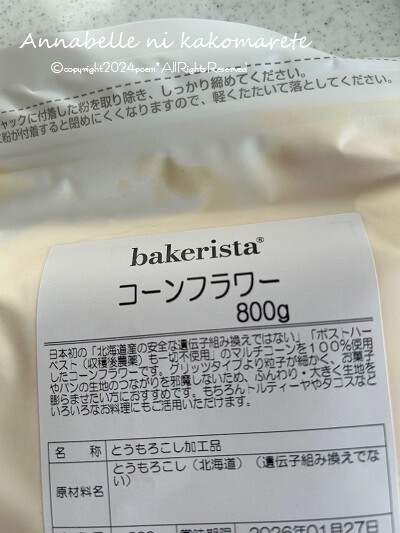 Annabelle ni kakomarete
©copyright2024poem*AllRightsReserved
ャックに付着した粉を取り除き、しっかり締めてください。
に粉が付着すると閉めにくくなりますので、軽くたたいて落としてください。
bakerista®
コーンフラワー
800g
日本初の「北海道産の安全な遺伝子組み換えではない」「ポストハー
ベスト(収穫後農薬)も一切不使用」のマルチコーンを100%使用
したコーンフラワーです。グリッツタイプより粒子が細かく、お菓子
やパンの生地のつながりを邪魔しないため、ふんわり・大きく生地を
膨らませたい方におすすめです。もちろんトルティーヤやタコスなど
いろいろなお料理にもご活用いただけます。
名 称 とうもろこし加工品
原材料名 とうもろこし(北海道)(遺伝子組み換えでな
い)
賞味期限 2026年01月27日